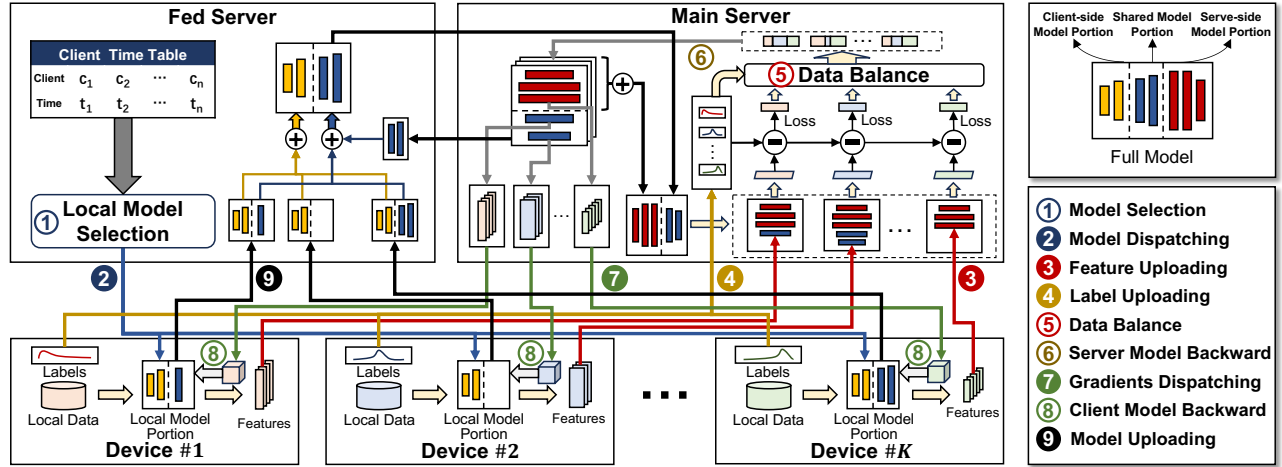 Fed Server
Client Time Table
Client c1 c2 ⋯ cn
Time t1 t2 ⋯ tn
① Local Model
Selection
2
9
Main Server
6
⑤ Data Balance
Loss
Loss
Loss
7
4
3
Client-side
Model Portion
Shared Model
Portion
Serve-side
Model Portion
Full Model
① Model Selection
❷ Model Dispatching
❸ Feature Uploading
❹ Label Uploading
⑤ Data Balance
⑥ Server Model Backward
❼ Gradients Dispatching
⑧ Client Model Backward
❾ Model Uploading
Labels
Local Data
8
Local Model
Portion
Features
Device #1
Labels
Local Data
8
Local Model
Portion
Features
Device #2
Labels
Local Data
8
Local Model
Portion
Features
Device #K